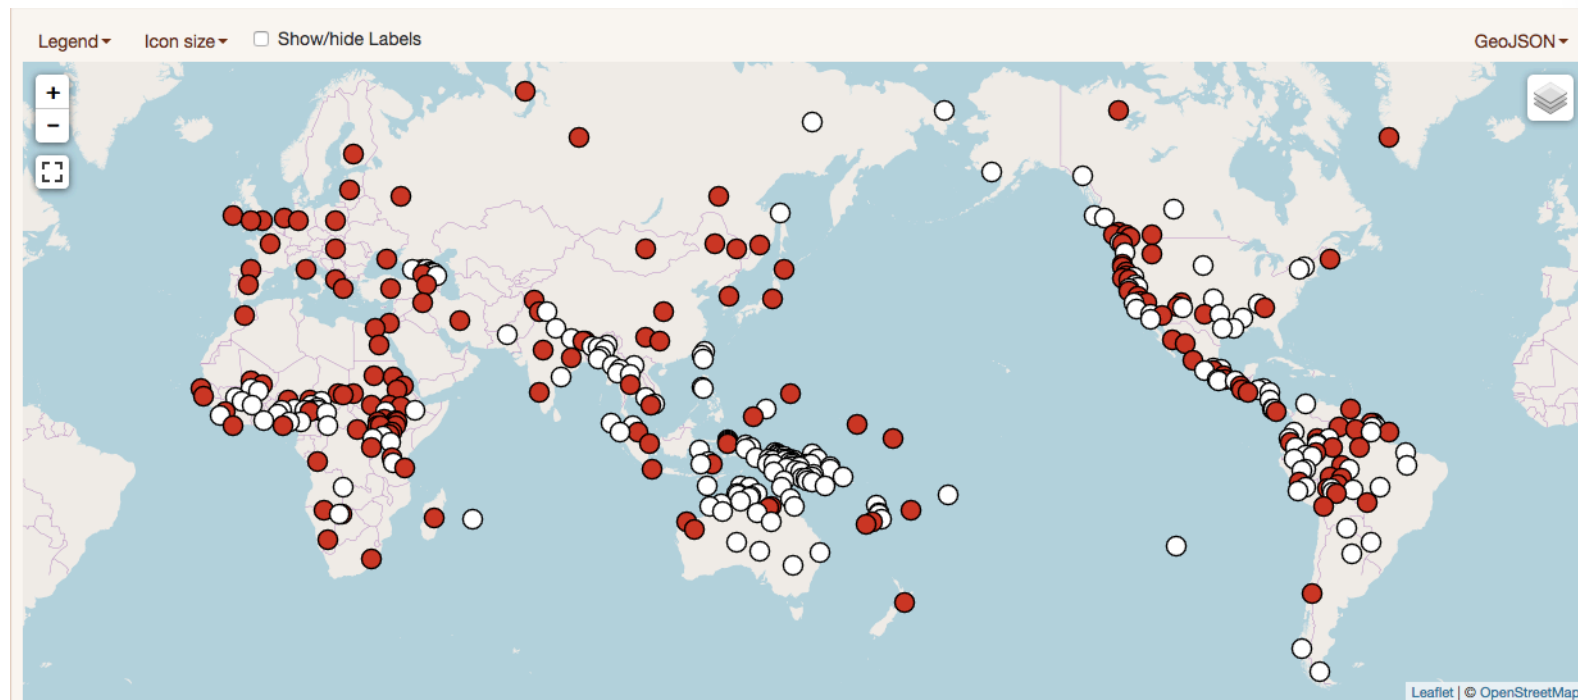 Legend Icon size Show/hide Labels GeoJSON
+
−
Leaflet | © OpenStreetMap